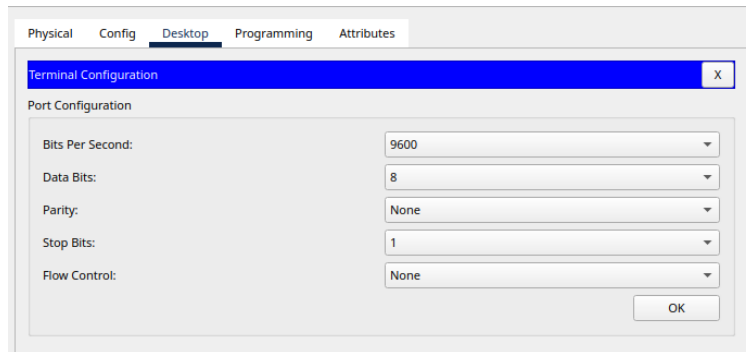 Physical Config Desktop Programming Attributes
Terminal Configuration X
Port Configuration
Bits Per Second: 9600
Data Bits: 8
Parity: None
Stop Bits: 1
Flow Control: None
OK